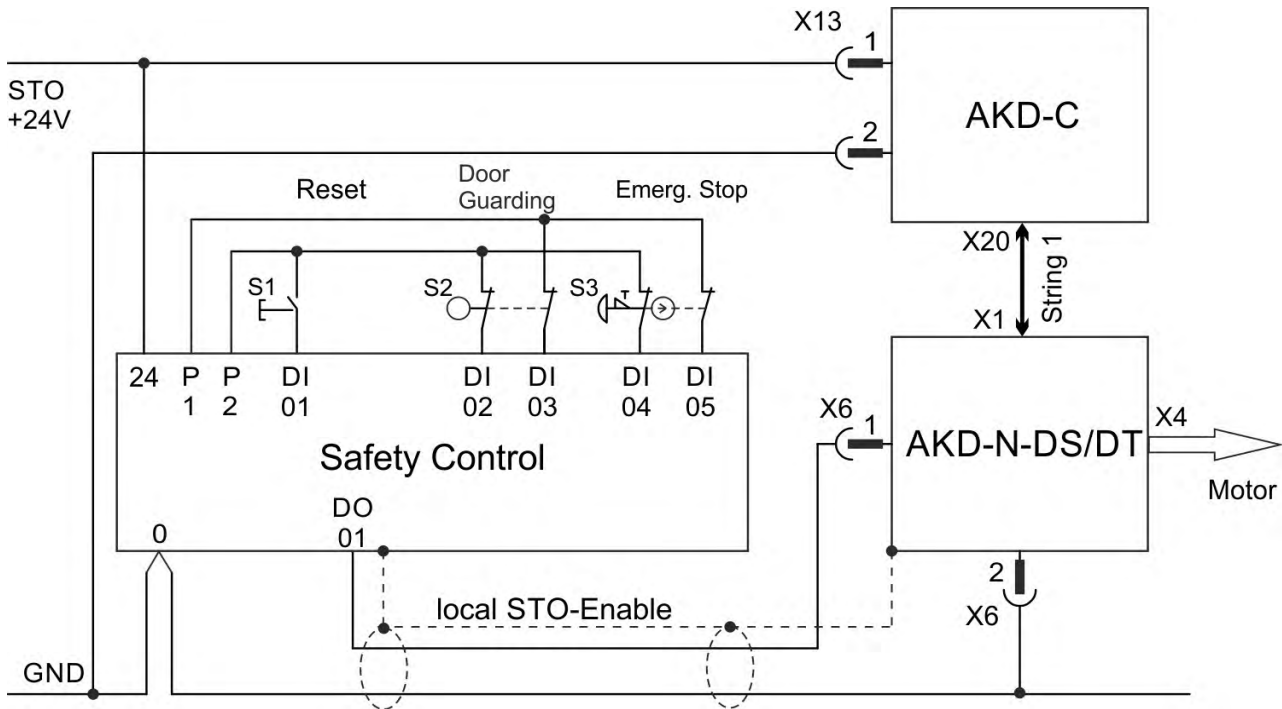 X13
1
STO
+24V
AKD-C
2
Reset
Door
Guarding
Emerg. Stop
X20
String 1
X1
S1
S2
S3
24
P
1
P
2
DI
01
DI
02
DI
03
DI
04
DI
05
X6
1
AKD-N-DS/DT
X4
Motor
Safety Control
0
DO
01
2
X6
local STO-Enable
GND